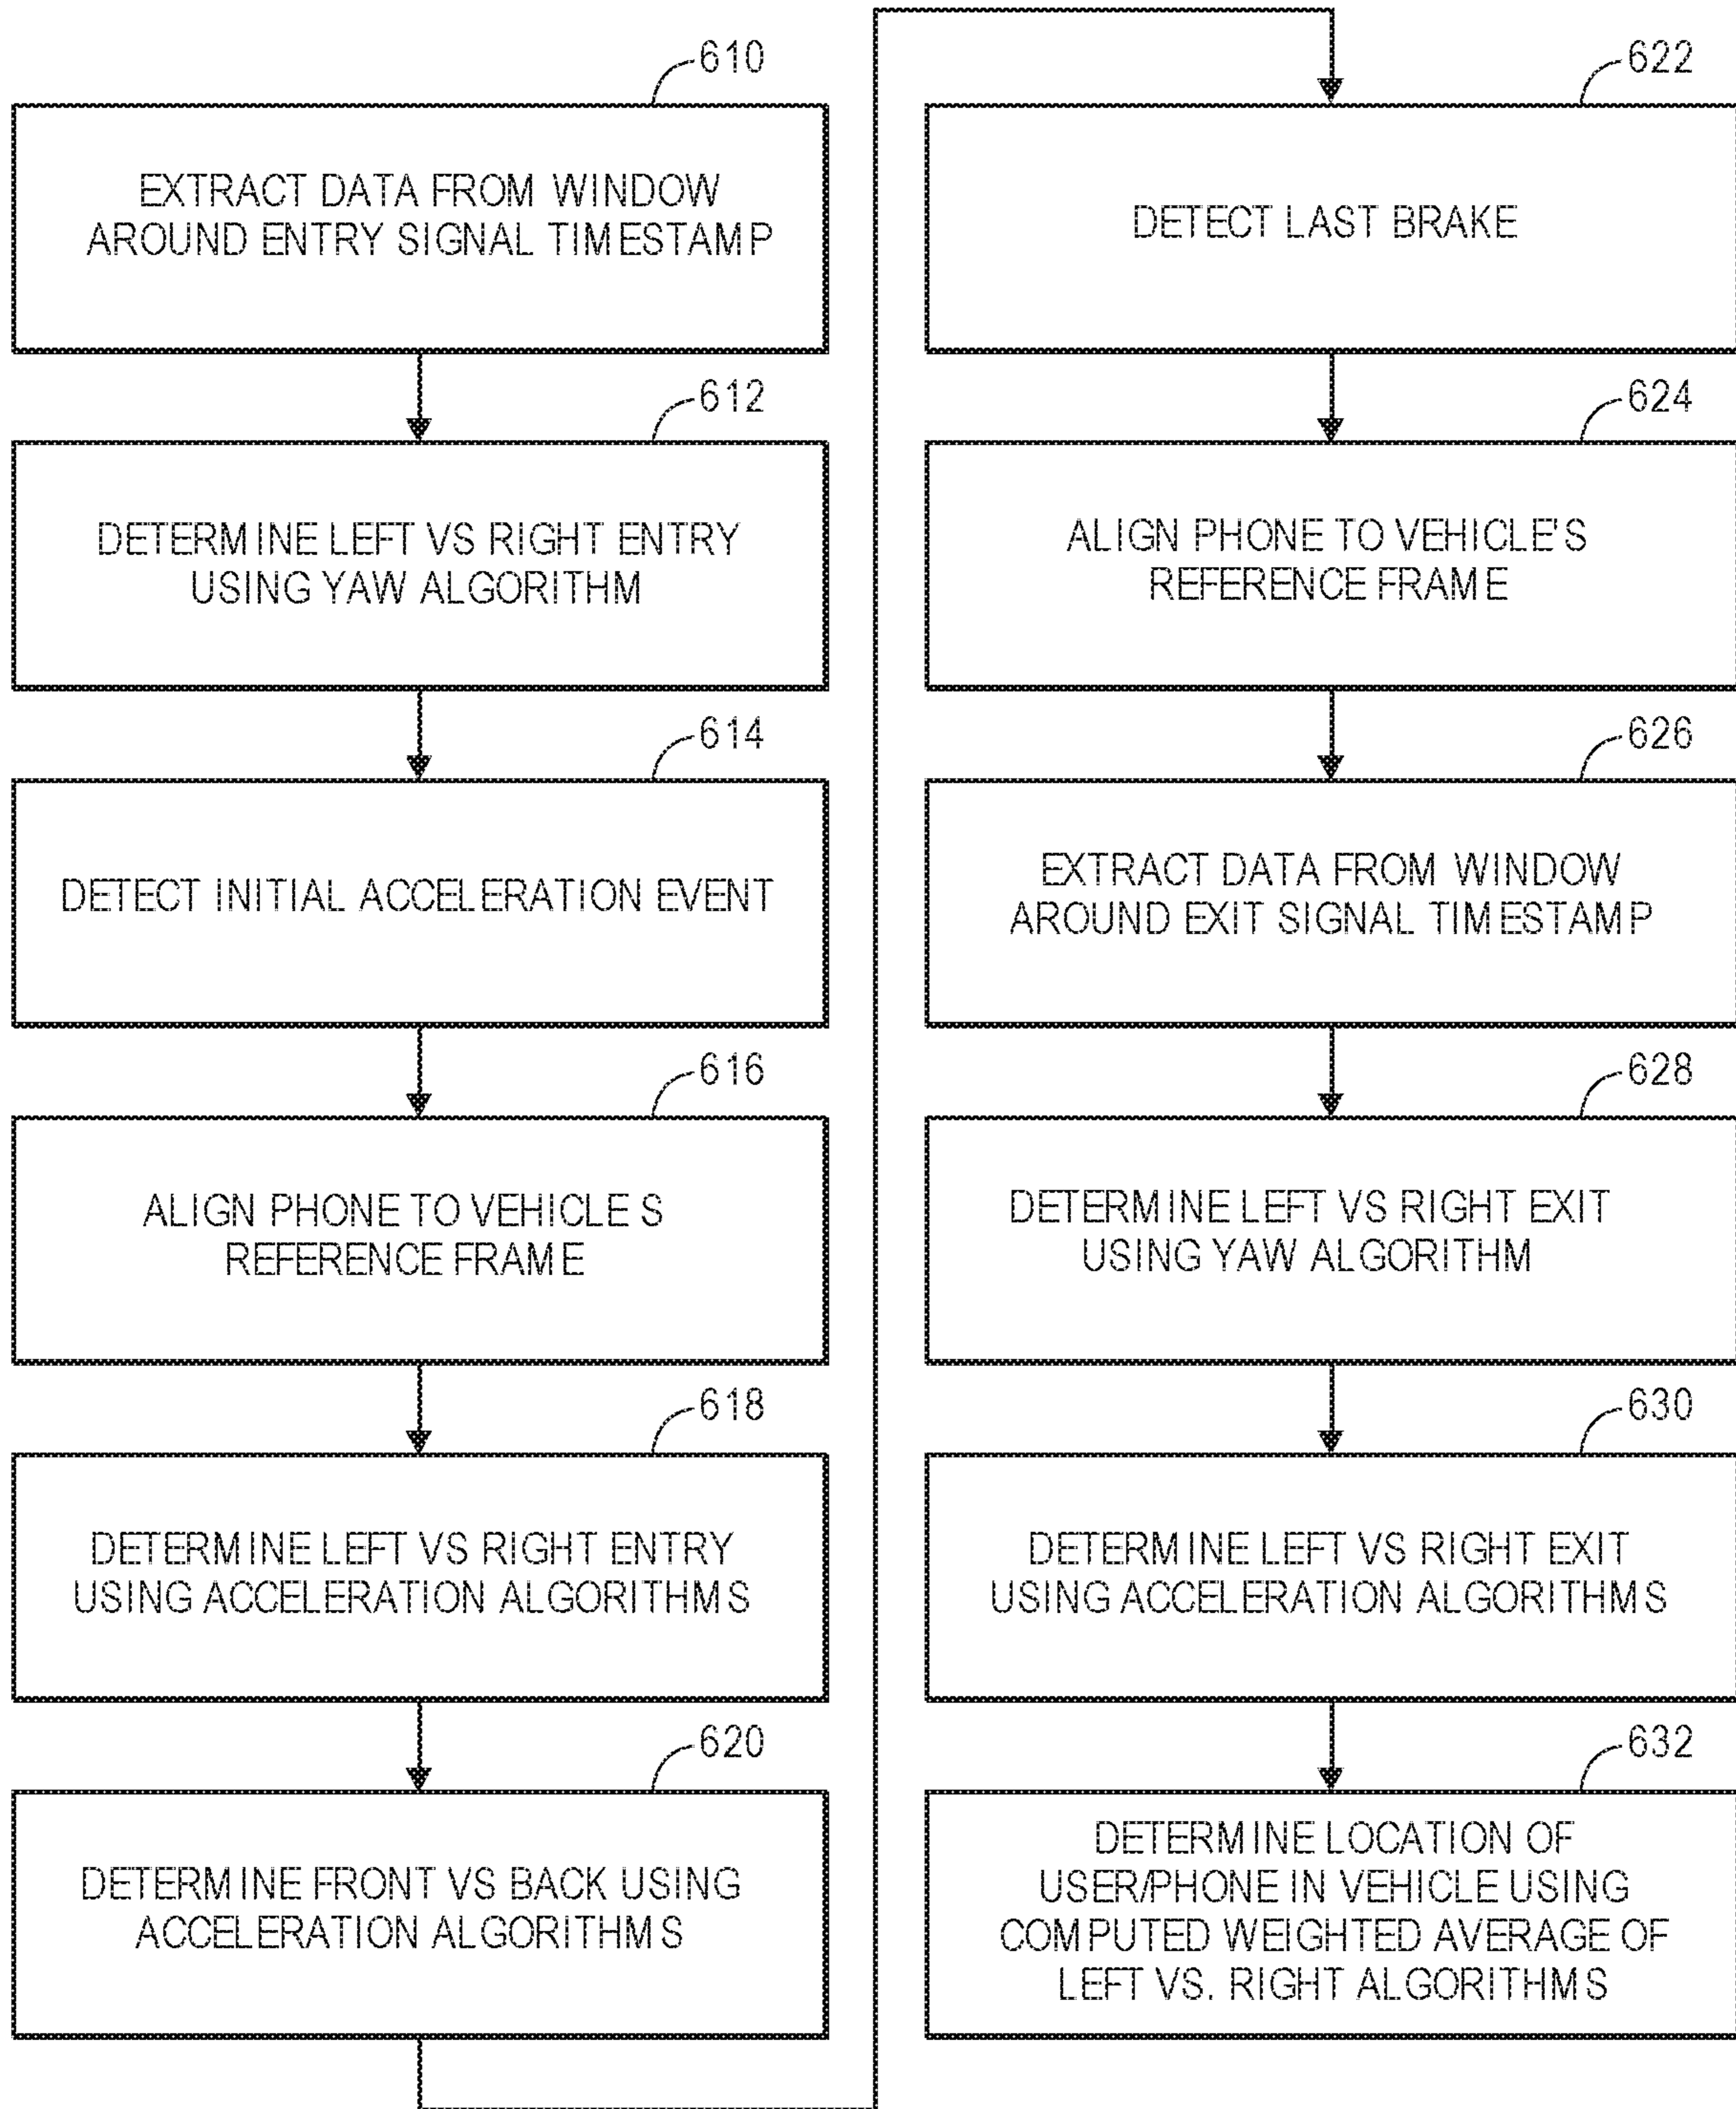 610
EXTRACT DATA FROM WINDOW
AROUND ENTRY SIGNAL TIMESTAMP
612
DETERMINE LEFT VS RIGHT ENTRY
USING YAW ALGORITHM
614
DETECT INITIAL ACCELERATION EVENT
616
ALIGN PHONE TO VEHICLE S
REFERENCE FRAME
618
DETERMINE LEFT VS RIGHT ENTRY
USING ACCELERATION ALGORITHMS
620
DETERMINE FRONT VS BACK USING
ACCELERATION ALGORITHMS
622
DETECT LAST BRAKE
624
ALIGN PHONE TO VEHICLE'S
REFERENCE FRAME
626
EXTRACT DATA FROM WINDOW
AROUND EXIT SIGNAL TIMESTAMP
628
DETERMINE LEFT VS RIGHT EXIT
USING YAW ALGORITHM
630
DETERMINE LEFT VS RIGHT EXIT
USING ACCELERATION ALGORITHMS
632
DETERMINE LOCATION OF
USER/PHONE IN VEHICLE USING
COMPUTED WEIGHTED AVERAGE OF
LEFT VS. RIGHT ALGORITHMS